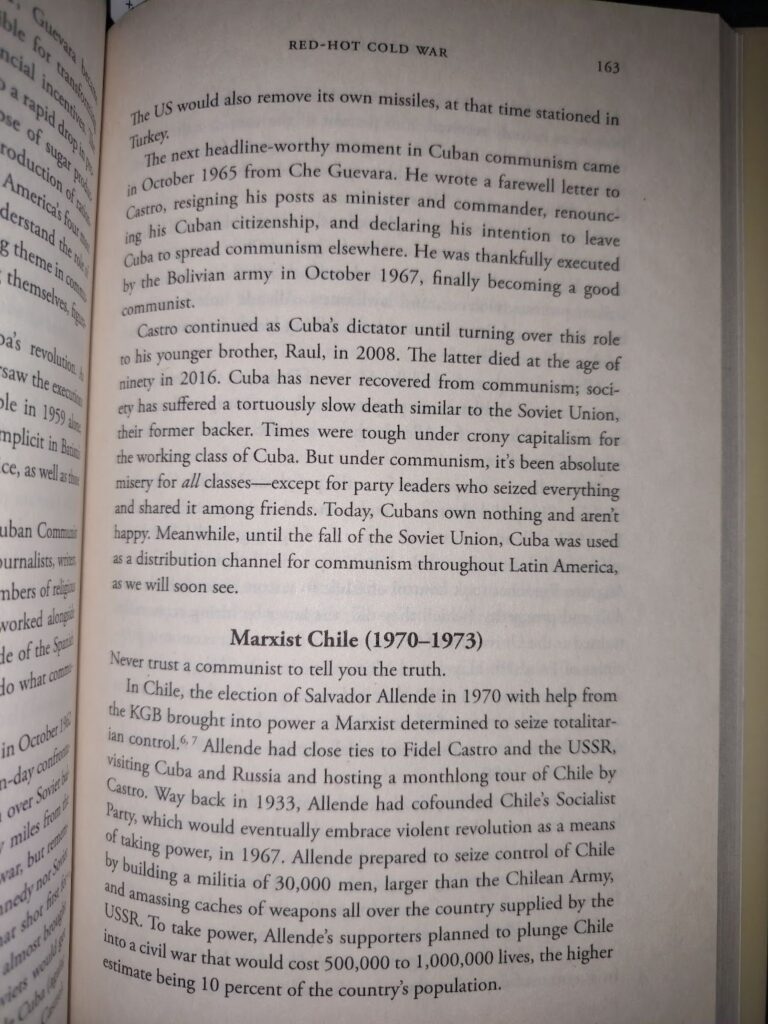 RED-HOT COLD WAR
163
The US would also remove its own missiles, at that time stationed in
Turkey.
The next headline-worthy moment in Cuban communism came
in October 1965 from Che Guevara. He wrote a farewell letter to
Castro, resigning his posts as minister and commander, renounc-
ing his Cuban citizenship, and declaring his intention to leave
Cuba to spread communism elsewhere. He was thankfully executed
by the Bolivian army in October 1967, finally becoming a good
communist.
Castro continued as Cuba's dictator until turning over this role
to his younger brother, Raul, in 2008. The latter died at the age of
ninety in 2016. Cuba has never recovered from communism; soci-
ety has suffered a tortuously slow death similar to the Soviet Union,
their former backer. Times were tough under crony capitalism for
the working class of Cuba. But under communism, it's been absolute
misery for all classes—except for party leaders who seized everything
and shared it among friends. Today, Cubans own nothing and aren't
happy. Meanwhile, until the fall of the Soviet Union, Cuba was used
as a distribution channel for communism throughout Latin America,
as we will soon see.
Marxist Chile (1970–1973)
Never trust a communist to tell you the truth.
In Chile, the election of Salvador Allende in 1970 with help from
the KGB brought into power a Marxist determined to seize totalitar-
ian control.6, 7 Allende had close ties to Fidel Castro and the USSR,
visiting Cuba and Russia and hosting a monthlong tour of Chile by
Castro. Way back in 1933, Allende had cofounded Chile's Socialist
Party, which would eventually embrace violent revolution as a means
of taking power, in 1967. Allende prepared to seize control of Chile
by building a militia of 30,000 men, larger than the Chilean Army,
and amassing caches of weapons all over the country supplied by the
USSR. To take power, Allende's supporters planned to plunge Chile
into a civil war that would cost 500,000 to 1,000,000 lives, the higher
estimate being 10 percent of the country's population.